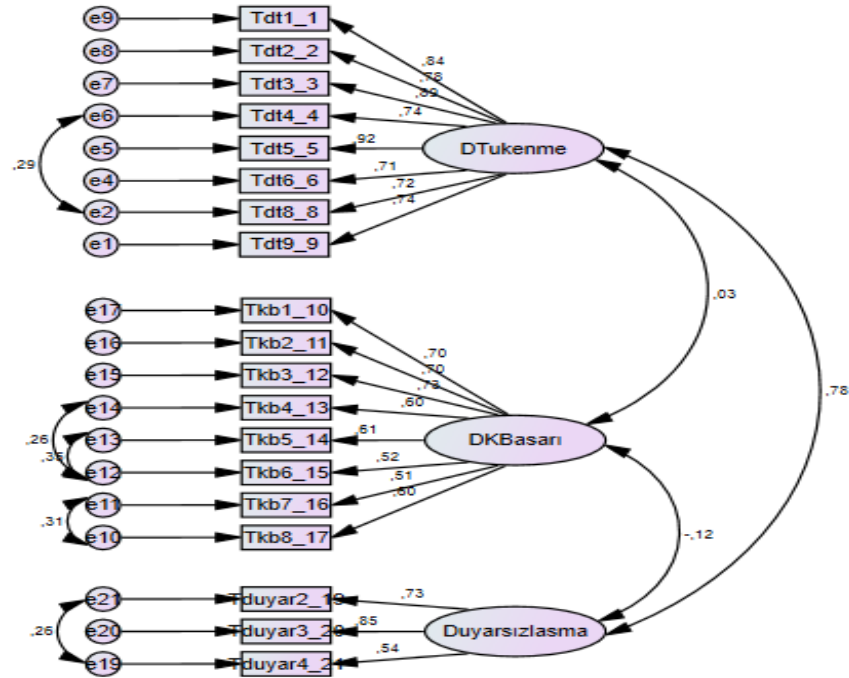 e9 Tdt1_1
,84
e8 Tdt2_2
,78
e7 Tdt3_3
e6 Tdt4_4
,74
e5 Tdt5_5
,92
DTukenme
,29
e4 Tdt6_6
,71
e2 Tdt8_8
,72
e1 Tdt9_9
,74
,03
e17 Tkb1_10
,70
e16 Tkb2_11
,70
e15 Tkb3_12
,73
e14 Tkb4_13
,60
,78
e13 Tkb5_14
,61
DKBasarı
,26
e12 Tkb6_15
,52
e11 Tkb7_16
,51
,31
e10 Tkb8_17
,60
-,12
e21
,73
e20
,85
Duyarsızlasma
,26
e19
,54